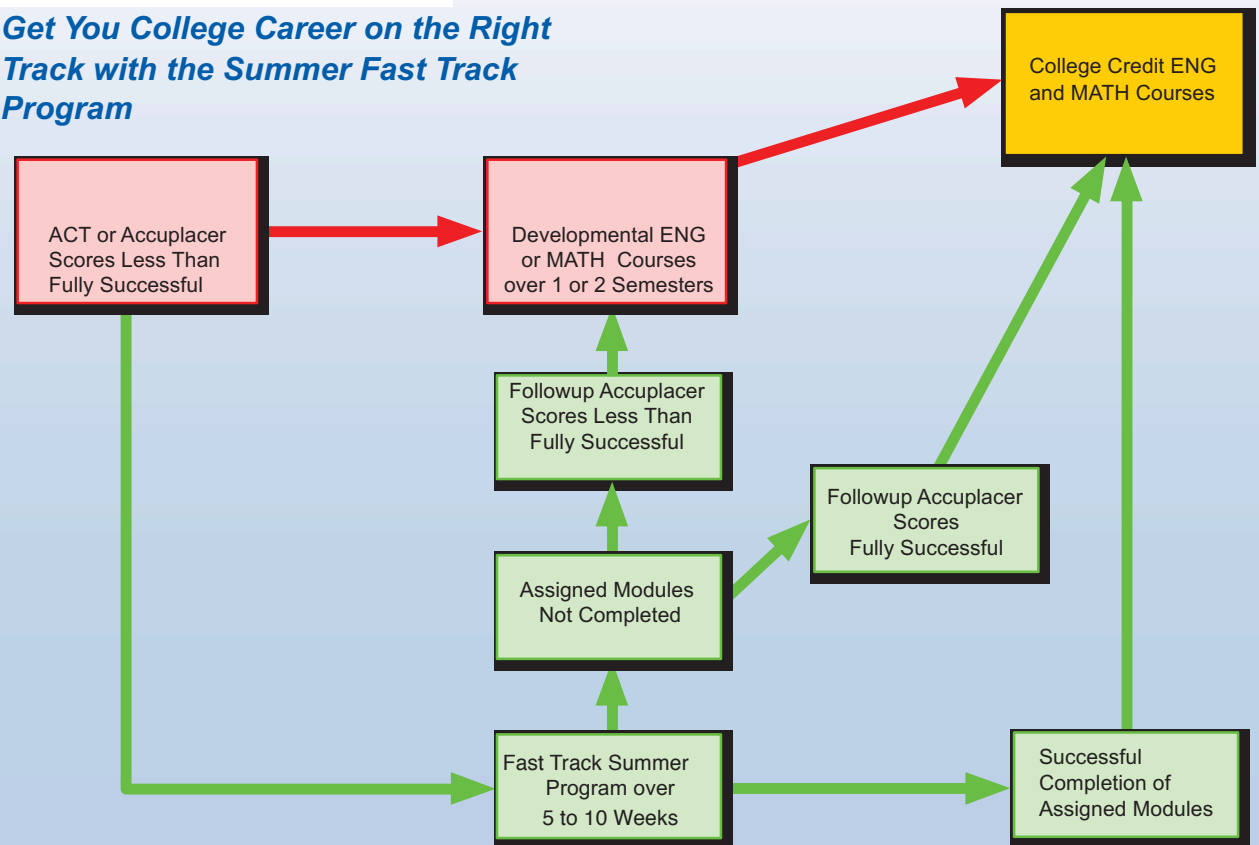 Get You College Career on the Right
Track with the Summer Fast Track
Program
College Credit ENG
and MATH Courses
ACT or Accuplacer
Scores Less Than
Fully Successful
Developmental ENG
or MATH Courses
over 1 or 2 Semesters
Followup Accuplacer
Scores Less Than
Fully Successful
Followup Accuplacer
Scores
Fully Successful
Assigned Modules
Not Completed
Fast Track Summer
Program over
5 to 10 Weeks
Successful
Completion of
Assigned Modules